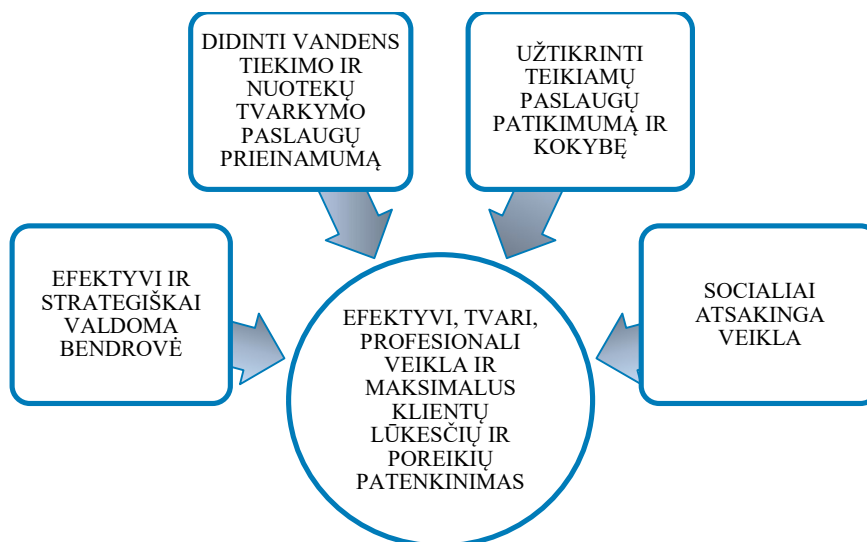 DIDINTI VANDENS
TIEKIMO IR
NUOTEKŲ
TVARKYMO
PASLAUGŲ
PRIEINAMUMĄ
UŽTIKRINTI
TEIKIAMŲ
PASLAUGŲ
PATIKIMUMĄ IR
KOKYBĘ
EFEKTYVI IR
STRATEGIŠKAI
VALDOMA
BENDROVĖ
EFEKTYVI, TVARI,
PROFESIONALI
VEIKLA IR
MAKSIMALUS
KLIENTŲ
LŪKESČIŲ IR
POREIKIŲ
PATENKINIMAS
SOCIALIAI
ATSAKINGA
VEIKLA